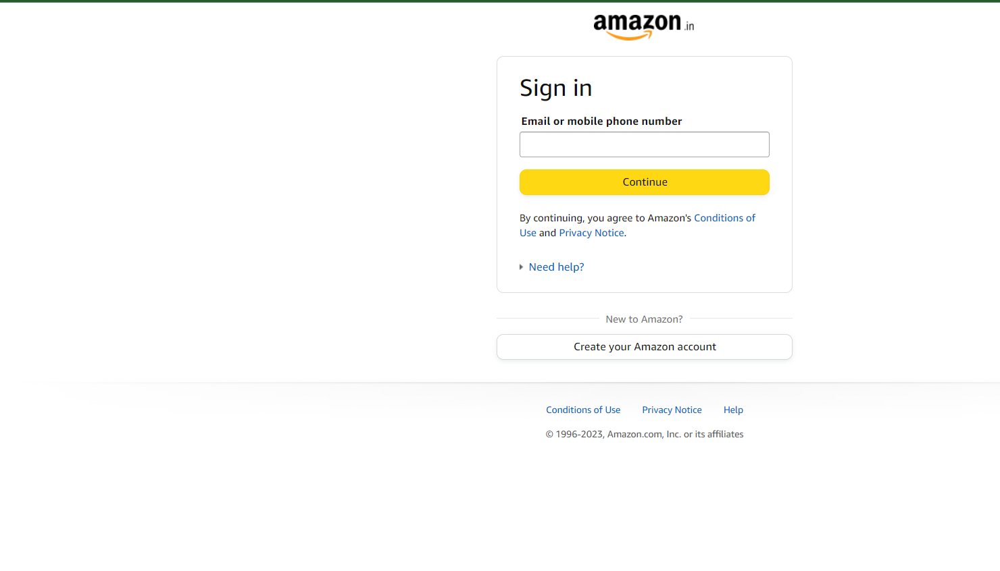 amazon.in
Sign in
Email or mobile phone number
Continue
By continuing, you agree to Amazon's Conditions of
Use and Privacy Notice.
Need help?
New to Amazon?
Create your Amazon account
Conditions of Use Privacy Notice Help
© 1996-2023, Amazon.com, Inc. or its affiliates